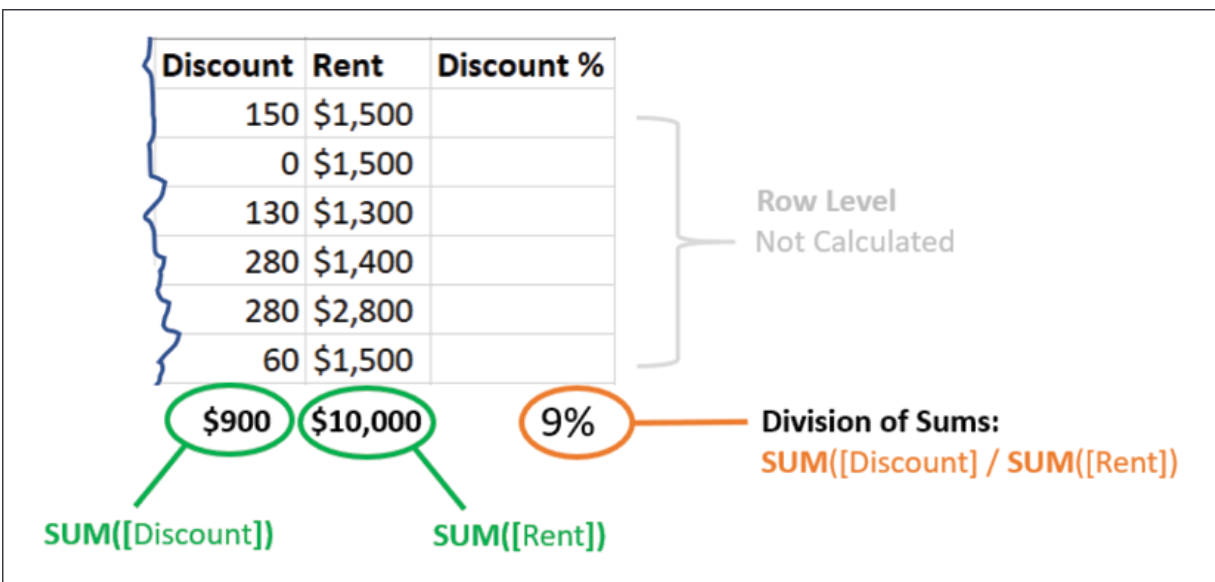 Discount Rent Discount %
150 $1,500
0 $1,500
130 $1,300
280 $1,400
280 $2,800
60 $1,500
Row Level
Not Calculated
$900 $10,000 9%
Division of Sums:
SUM([Discount] / SUM([Rent])
SUM([Discount])
SUM([Rent])